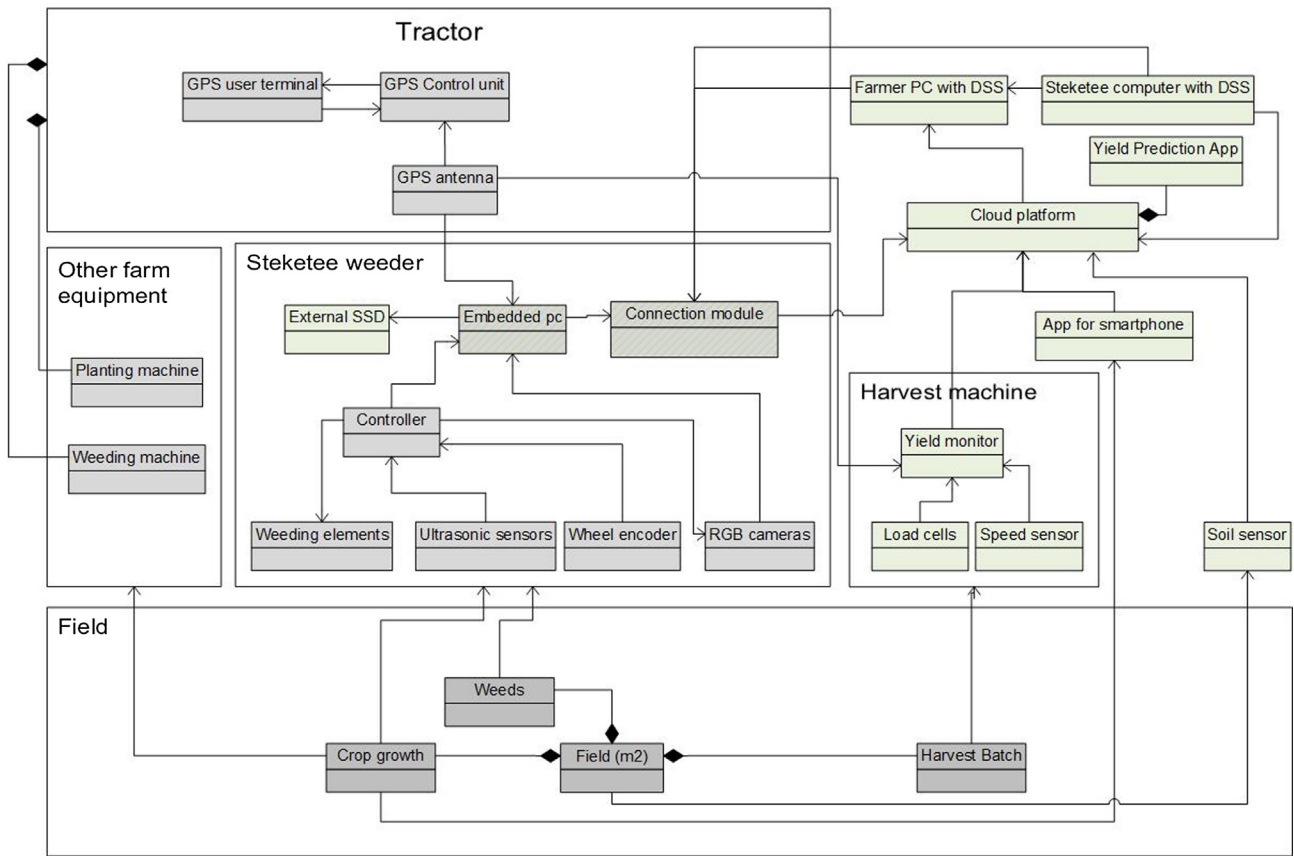 Tractor
GPS user terminal
GPS Control unit
Farmer PC with DSS
Steketee computer with DSS
Yield Prediction App
GPS antenna
Cloud platform
Other farm
equipment
Steketee weeder
External SSD
Embedded pc
Connection module
App for smartphone
Planting machine
Harvest machine
Controller
Yield monitor
Weeding machine
Weeding elements
Ultrasonic sensors
Wheel encoder
RGB cameras
Load cells
Speed sensor
Soil sensor
Field
Weeds
Crop growth
Field (m2)
Harvest Batch